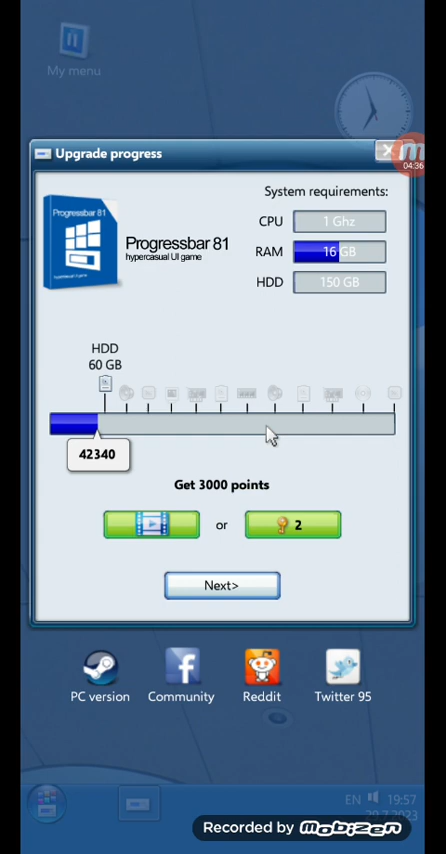 My menu
Upgrade progress
04:36
System requirements:
Progressbar 81
CPU 1 Ghz
Progressbar 81
hypercasual UI game
RAM 16 GB
HDD 150 GB
HDD
60 GB
42340
Get 3000 points
or 2
Next>
PC version Community Reddit Twitter 95
EN 19:57
Recorded by Mobizen